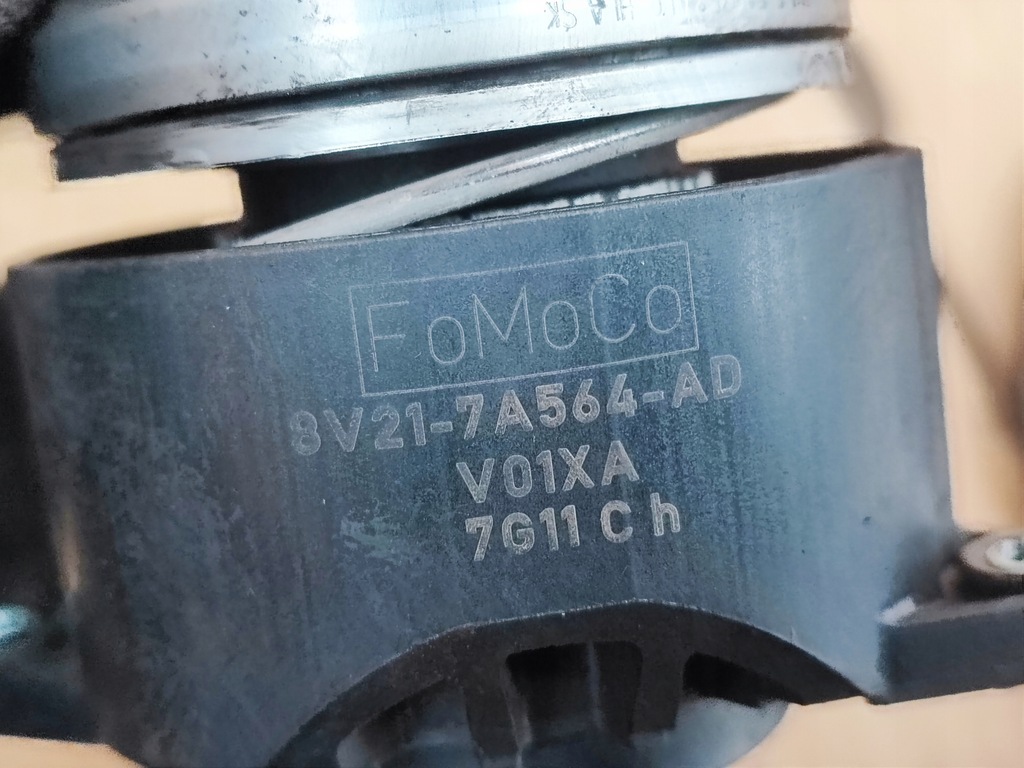 FoMoCo
8V21-7A564-AD
V01XA
7G11 C h